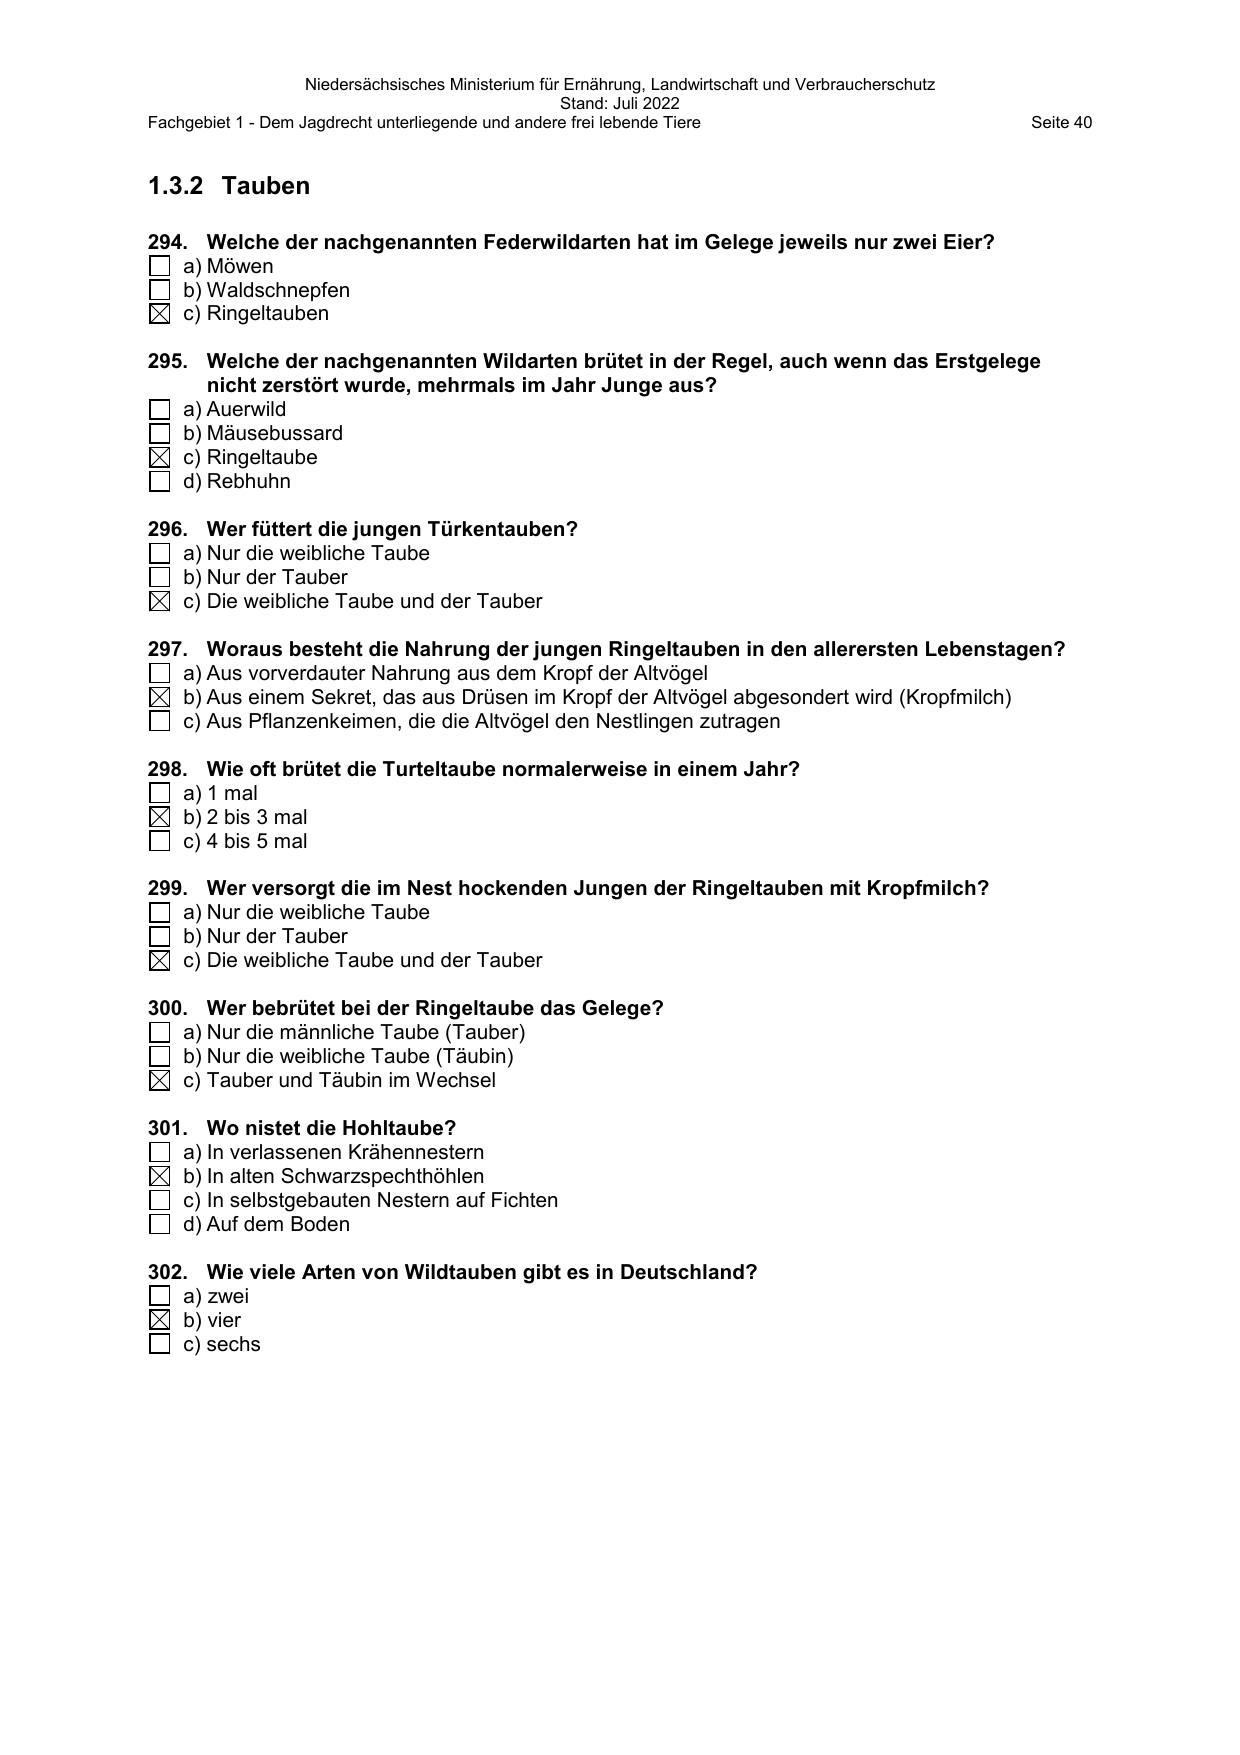 Niedersächsisches Ministerium für Ernährung, Landwirtschaft und Verbraucherschutz
Stand: Juli 2022
Fachgebiet 1 - Dem Jagdrecht unterliegende und andere frei lebende Tiere Seite 40
1.3.2 Tauben
294. Welche der nachgenannten Federwildarten hat im Gelege jeweils nur zwei Eier?
☐ a) Möwen
☐ b) Waldschnepfen
☒ c) Ringeltauben
295. Welche der nachgenannten Wildarten brütet in der Regel, auch wenn das Erstgelege
nicht zerstört wurde, mehrmals im Jahr Junge aus?
☐ a) Auerwild
☐ b) Mäusebussard
☒ c) Ringeltaube
☐ d) Rebhuhn
296. Wer füttert die jungen Türkentauben?
☐ a) Nur die weibliche Taube
☐ b) Nur der Tauber
☒ c) Die weibliche Taube und der Tauber
297. Woraus besteht die Nahrung der jungen Ringeltauben in den allerersten Lebenstagen?
☐ a) Aus vorverdauter Nahrung aus dem Kropf der Altvögel
☒ b) Aus einem Sekret, das aus Drüsen im Kropf der Altvögel abgesondert wird (Kropfmilch)
☐ c) Aus Pflanzenkeimen, die die Altvögel den Nestlingen zutragen
298. Wie oft brütet die Turteltaube normalerweise in einem Jahr?
☐ a) 1 mal
☒ b) 2 bis 3 mal
☐ c) 4 bis 5 mal
299. Wer versorgt die im Nest hockenden Jungen der Ringeltauben mit Kropfmilch?
☐ a) Nur die weibliche Taube
☐ b) Nur der Tauber
☒ c) Die weibliche Taube und der Tauber
300. Wer bebrütet bei der Ringeltaube das Gelege?
☐ a) Nur die männliche Taube (Tauber)
☐ b) Nur die weibliche Taube (Täubin)
☒ c) Tauber und Täubin im Wechsel
301. Wo nistet die Hohltaube?
☐ a) In verlassenen Krähennestern
☒ b) In alten Schwarzspechthöhlen
☐ c) In selbstgebauten Nestern auf Fichten
☐ d) Auf dem Boden
302. Wie viele Arten von Wildtauben gibt es in Deutschland?
☐ a) zwei
☒ b) vier
☐ c) sechs